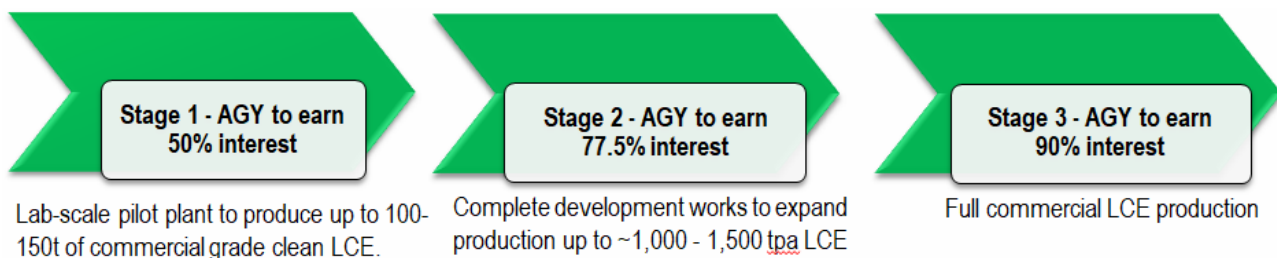 Stage 1 - AGY to earn
50% interest
Lab-scale pilot plant to produce up to 100-
150t of commercial grade clean LCE.
Stage 2 - AGY to earn
77.5% interest
Complete development works to expand
production up to ~1,000 - 1,500 tpa LCE
Stage 3 - AGY to earn
90% interest
Full commercial LCE production